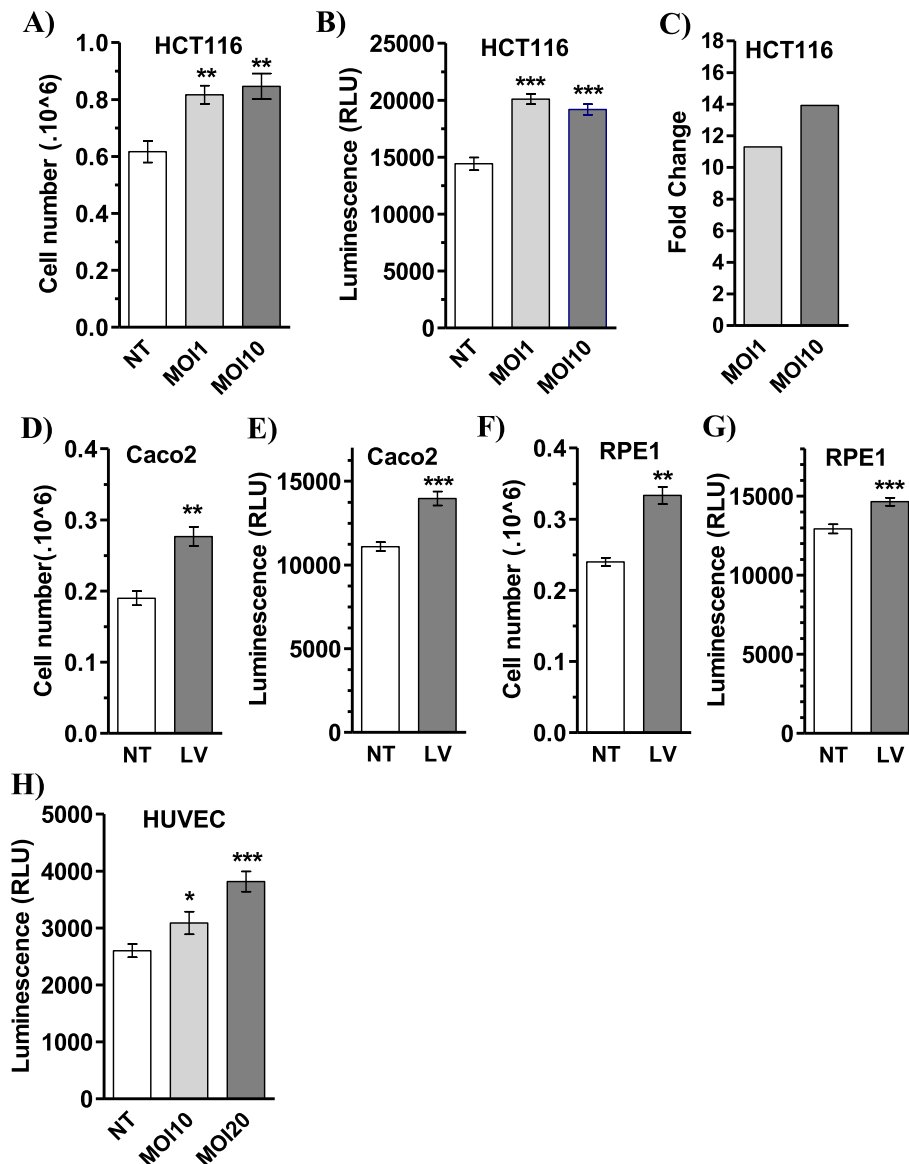 A)
HCT116
Cell number (.10^6)
1.0
0.8
0.6
0.4
0.2
0.0
**
**
NT
MOI1
MOI10
B)
HCT116
Luminescence (RLU)
25000
20000
15000
10000
5000
0
***
***
NT
MOI1
MOI10
C)
HCT116
Fold Change
18
16
14
12
10
8
6
4
2
0
MOI1
MOI10
D)
Caco2
Cell number(.10^6)
0.4
0.3
0.2
0.1
0.0
**
NT
LV
E)
Caco2
Luminescence (RLU)
15000
10000
5000
0
***
NT
LV
F)
RPE1
Cell number (.10^6)
0.4
0.3
0.2
0.1
0.0
**
NT
LV
G)
RPE1
Luminescence (RLU)
15000
10000
5000
0
***
NT
LV
H)
HUVEC
Luminescence (RLU)
5000
4000
3000
2000
1000
0
*
***
NT
MOI10
MOI20